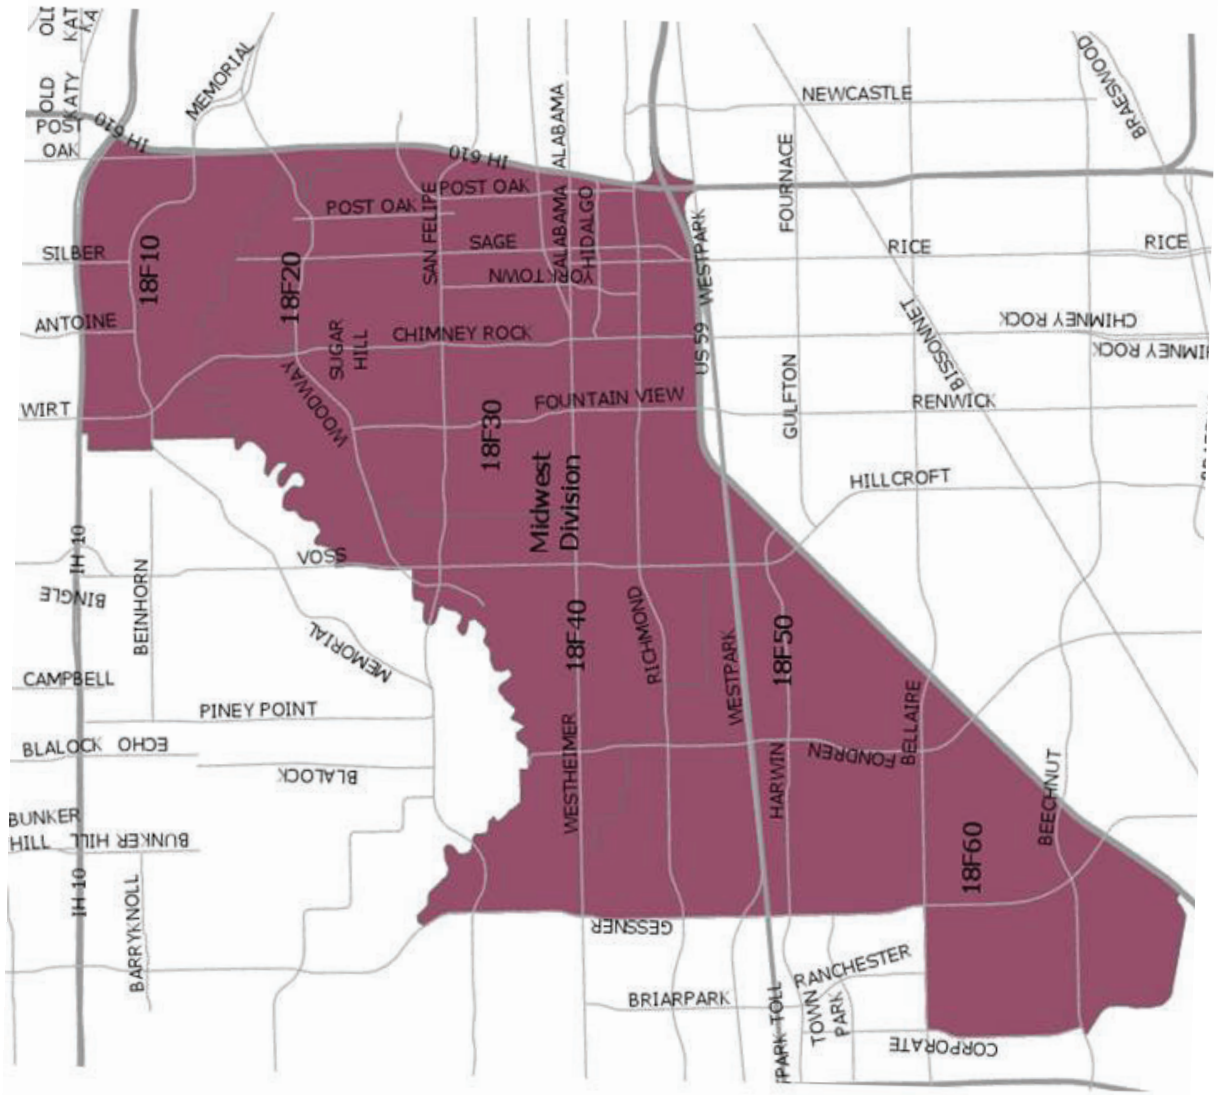 OLD
KAT
KA
OLD
KATY
MEMORIAL
POST
OAK
IH 610
IH 610
ALABAMA
NEWCASTLE
BRAESWOOD
FOURNACE
POST OAK
POST OAK
SAN FELIPE
ALABAMA
HIDALGO
WESTPARK
SILBER
18F10
18F20
SAGE
YORKTOWN
RICE
RICE
ANTOINE
SUGAR
HILL
CHIMNEY ROCK
US 59
BISSONNET
CHIMNEY ROCK
CHIMNEY ROCK
WIRT
WOODWAY
FOUNTAIN VIEW
GULFTON
RENWICK
18F30
Midwest
Division
HILLCROFT
IH 10
VOSS
BINGLE
BEINHORN
MEMORIAL
18F40
RICHMOND
WESTPARK
18F50
CAMPBELL
PINEY POINT
BELLAIRE
BLALOCK
ECHO
BLALOCK
WESTHEIMER
HARWIN
FONDREN
BEECHNUT
BUNKER
HILL
BUNKER HILL
18F60
IH 10
BARRYKNOLL
GESSNER
BRIARPARK
RANCHESTER
PARK TOLL
TOWN
PARK
CORPORATE